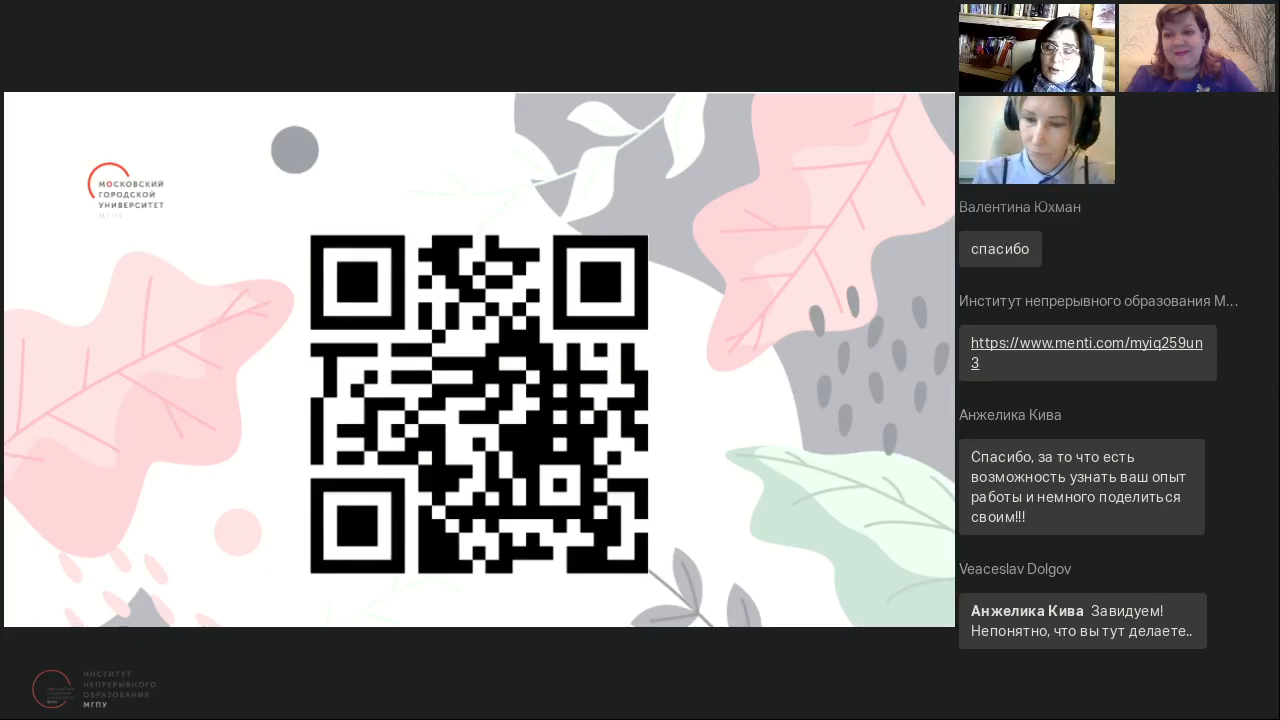 МОСКОВСКИЙ
ГОРОДСКОЙ
УНИВЕРСИТЕТ
МГПУ
Валентина Юхман
спасибо
Институт непрерывного образования М...
https://www.menti.com/myiq259un
3
Анжелика Кива
Спасибо, за то что есть
возможность узнать ваш опыт
работы и немного поделиться
своим!!!
Veaceslav Dolgov
Анжелика Кива Завидуем!
Непонятно, что вы тут делаете..
ИНСТИТУТ
НЕПРЕРЫВНОГО
ОБРАЗОВАНИЯ
МГПУ